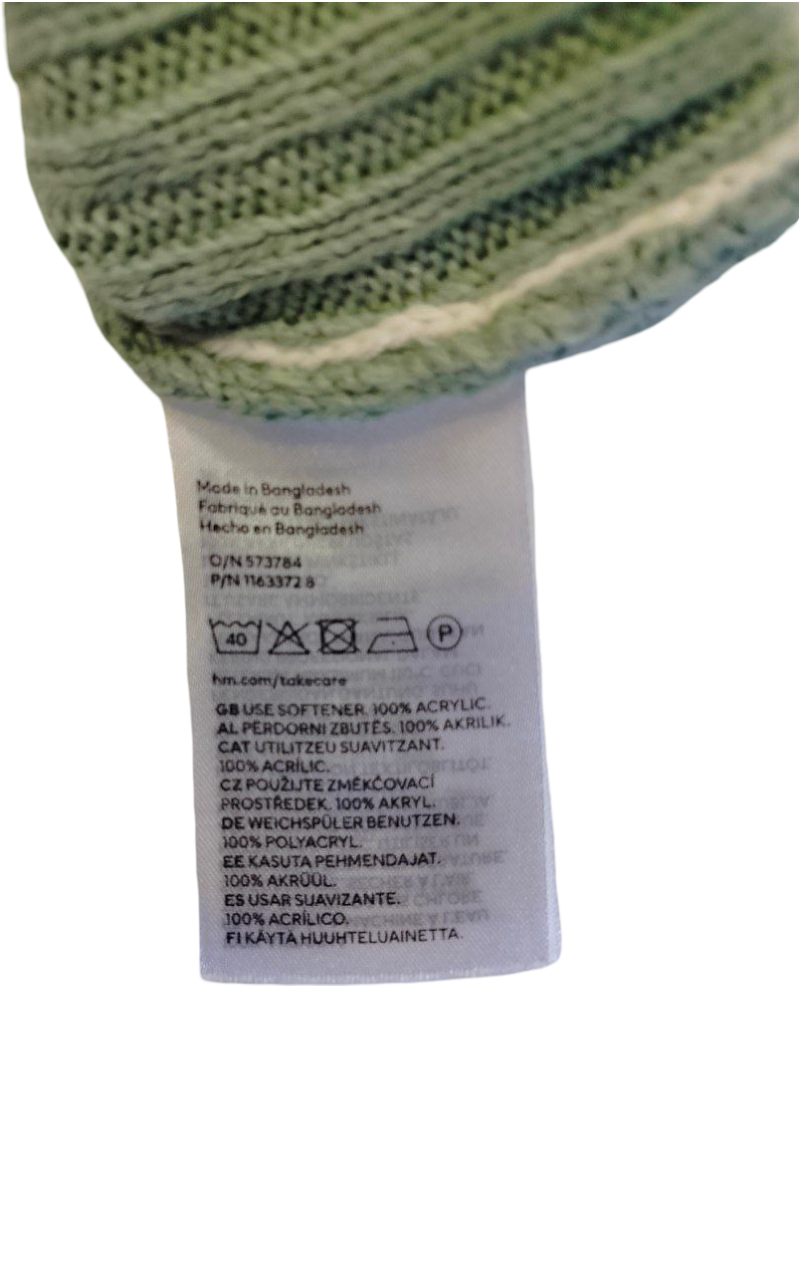 Made in Bangladesh
Fabriqué au Bangladesh
Hecho en Bangladesh
O/N 573784
P/N 1163372 8
40
P
hm.com/takecare
GB USE SOFTENER. 100% ACRYLIC.
AL PËRDORNI ZBUTËS. 100% AKRILIK.
CAT UTILITZEU SUAVITZANT.
100% ACRÍLIC.
CZ POUŽIJTE ZMĚKČOVACÍ
PROSTŘEDEK. 100% AKRYL.
DE WEICHSPÜLER BENUTZEN.
100% POLYACRYL.
EE KASUTA PEHMENDAJAT.
100% AKRÜÜL.
ES USAR SUAVIZANTE.
100% ACRÍLICO.
FI KÄYTÄ HUUHTELUAINETTA.